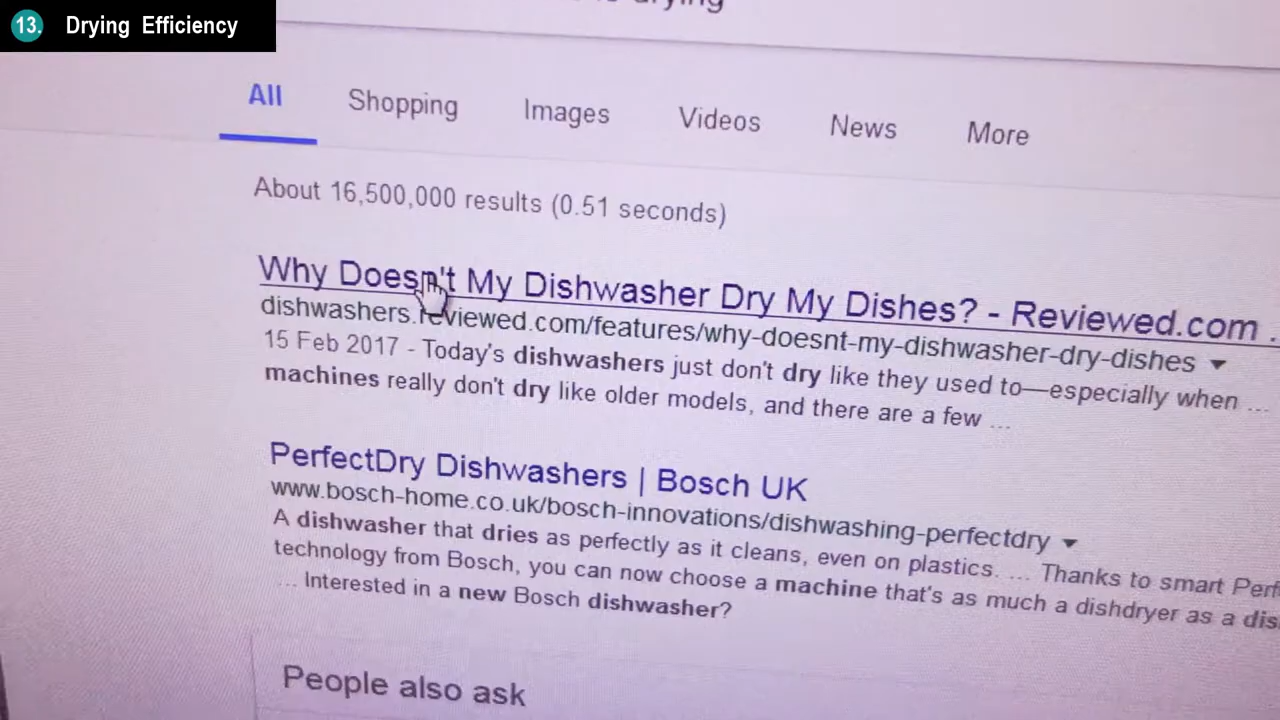 13. Drying Efficiency
drying
All Shopping Images Videos News More
About 16,500,000 results (0.51 seconds)
Why Doesn't My Dishwasher Dry My Dishes? - Reviewed.com ...
dishwashers.reviewed.com/features/why-doesnt-my-dishwasher-dry-dishes
15 Feb 2017 - Today's dishwashers just don't dry like they used to—especially when ...
machines really don't dry like older models, and there are a few ...
PerfectDry Dishwashers | Bosch UK
www.bosch-home.co.uk/bosch-innovations/dishwashing-perfectdry
A dishwasher that dries as perfectly as it cleans, even on plastics. ... Thanks to smart Perf
technology from Bosch, you can now choose a machine that's as much a dishdryer as a dis
... Interested in a new Bosch dishwasher?
People also ask